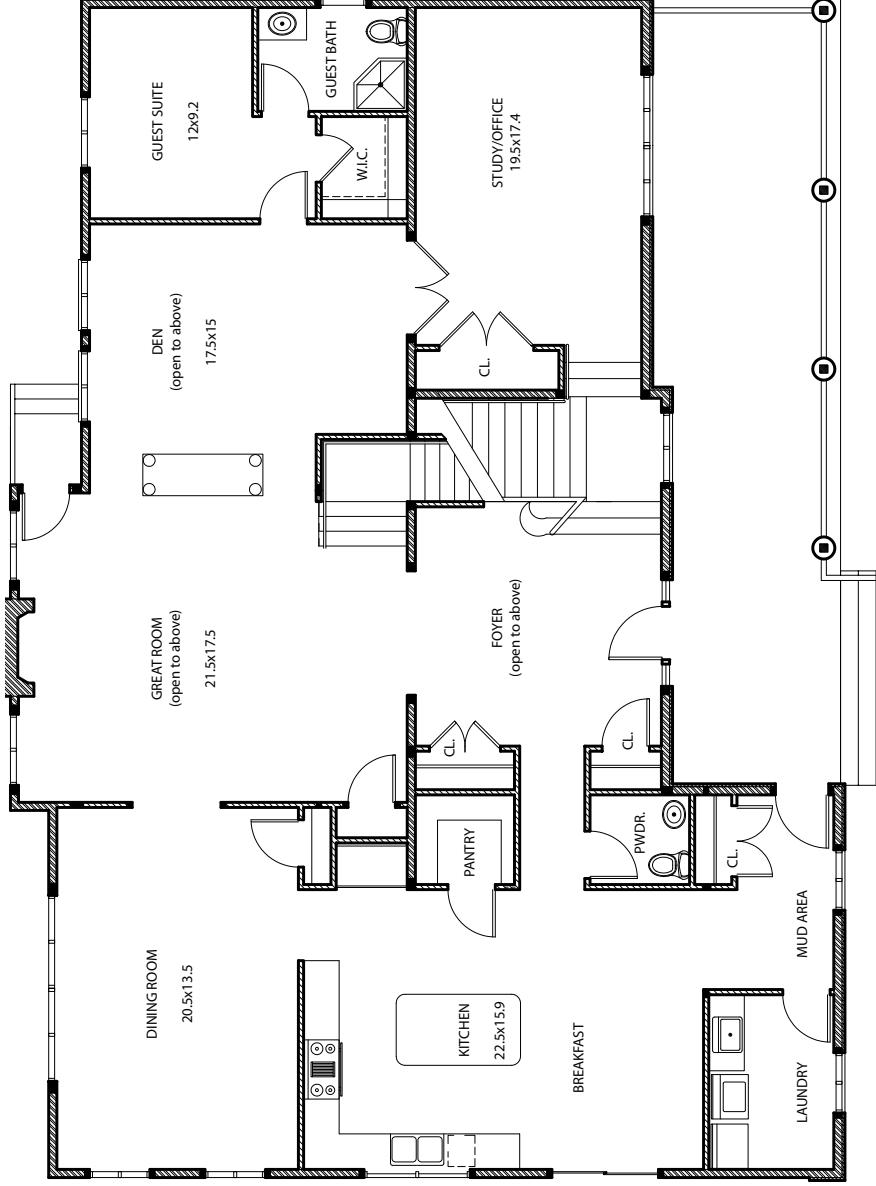 GUEST SUITE
12x9.2
GUEST BATH
W.I.C.
STUDY/OFFICE
19.5x17.4
DEN
(open to above)
17.5x15
CL.
GREAT ROOM
(open to above)
21.5x17.5
FOYER
(open to above)
CL.
CL.
PANTRY
PWDR.
CL.
DINING ROOM
20.5x13.5
KITCHEN
22.5x15.9
BREAKFAST
MUD AREA
LAUNDRY